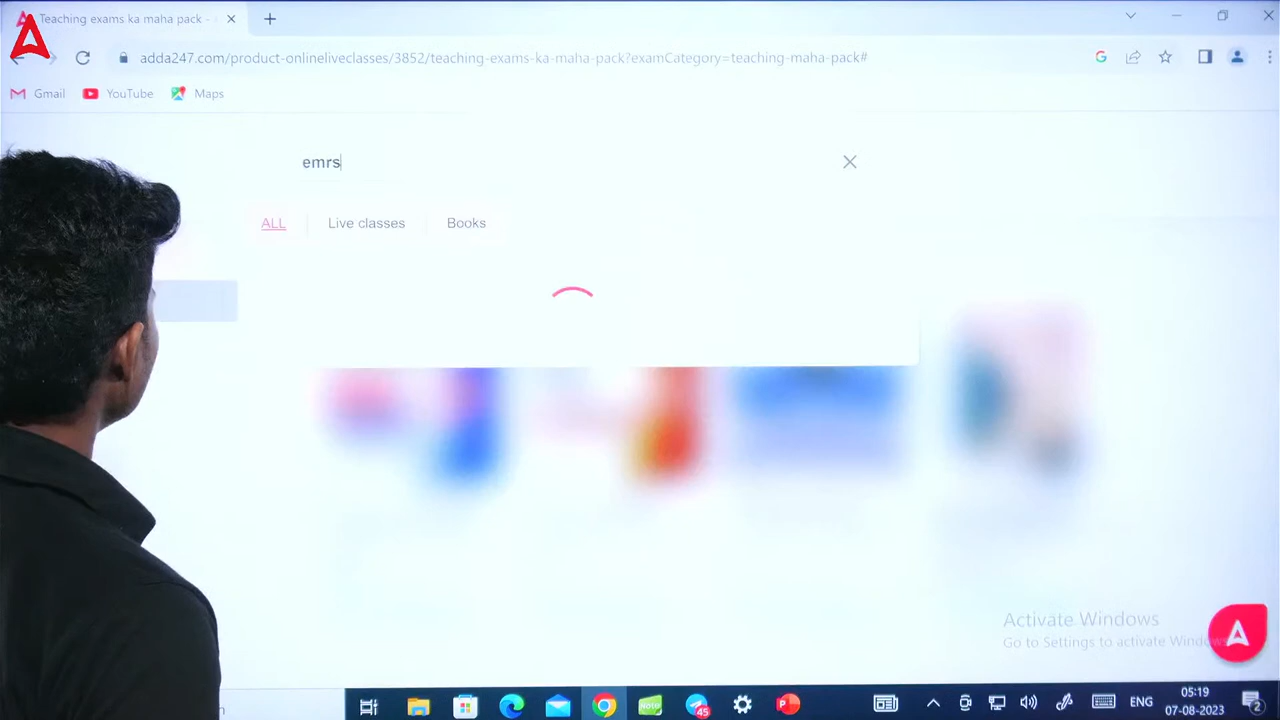 Teaching exams ka maha pack -
adda247.com/product-onlineliveclasses/3852/teaching-exams-ka-maha-pack?examCategory=teaching-maha-pack#
Gmail YouTube Maps
emrs
ALL Live classes Books
Activate Windows
Go to Settings to activate Windows
45
ENG
05:19
07-08-2023
2